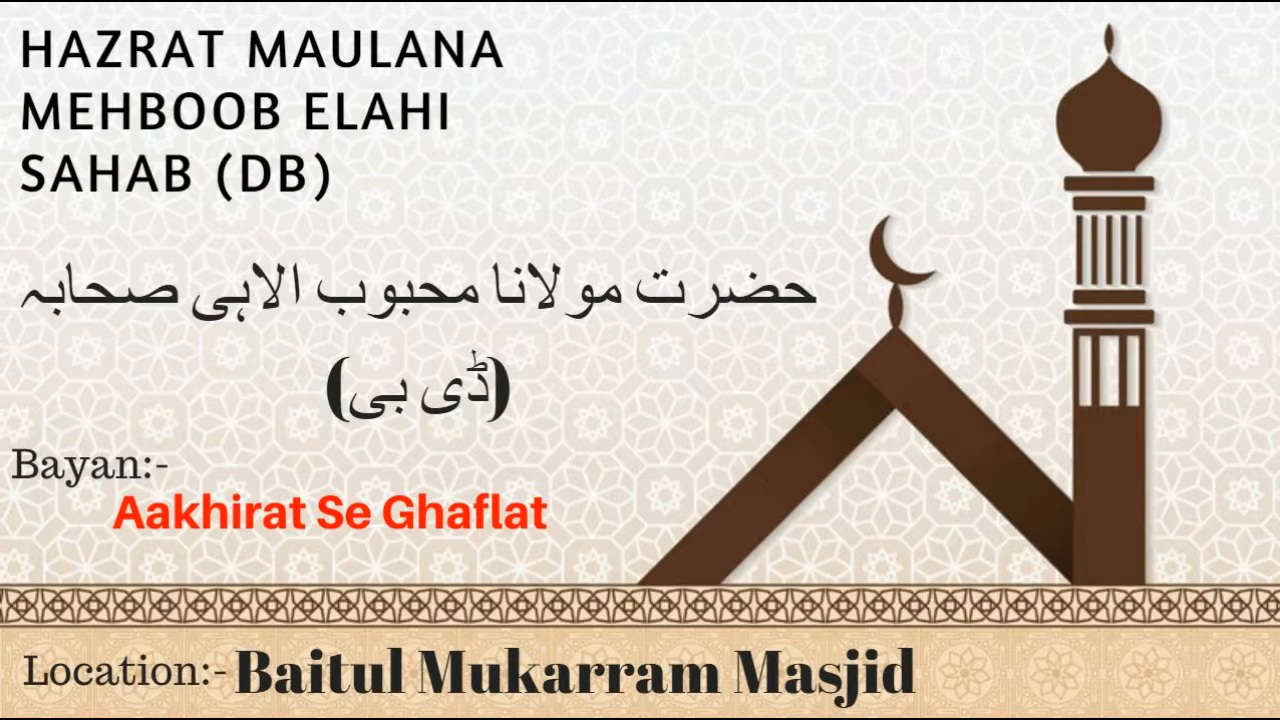 HAZRAT MAULANA
MEHBOOB ELAHI
SAHAB (DB)
حضرت مولانا محبوب الاہی صحابہ
(ڈی بی)
Bayan:-
Aakhirat Se Ghaflat
Location:- Baitul Mukarram Masjid